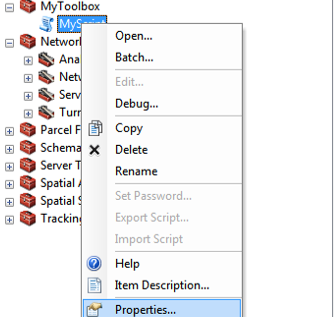 MyToolbox
MyScript
Open...
Batch...
Edit...
Debug...
Copy
Delete
Rename
Set Password...
Export Script...
Import Script
Help
Item Description...
Properties...
Network
Ana
Netw
Serv
Turn
Parcel F
Schema
Server T
Spatial A
Spatial S
Tracking